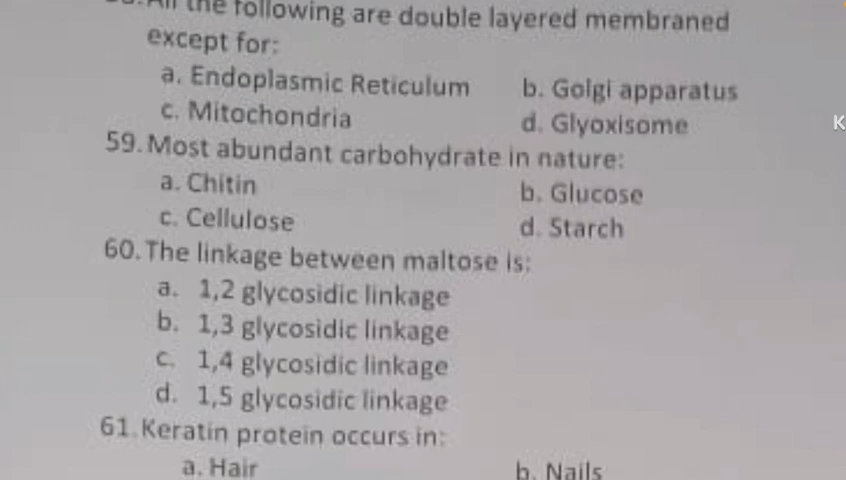 All the following are double layered membraned
except for:
a. Endoplasmic Reticulum b. Golgi apparatus
c. Mitochondria d. Glyoxisome
K
59. Most abundant carbohydrate in nature:
a. Chitin b. Glucose
c. Cellulose d. Starch
60. The linkage between maltose is:
a. 1,2 glycosidic linkage
b. 1,3 glycosidic linkage
c. 1,4 glycosidic linkage
d. 1,5 glycosidic linkage
61. Keratin protein occurs in:
a. Hair b. Nails